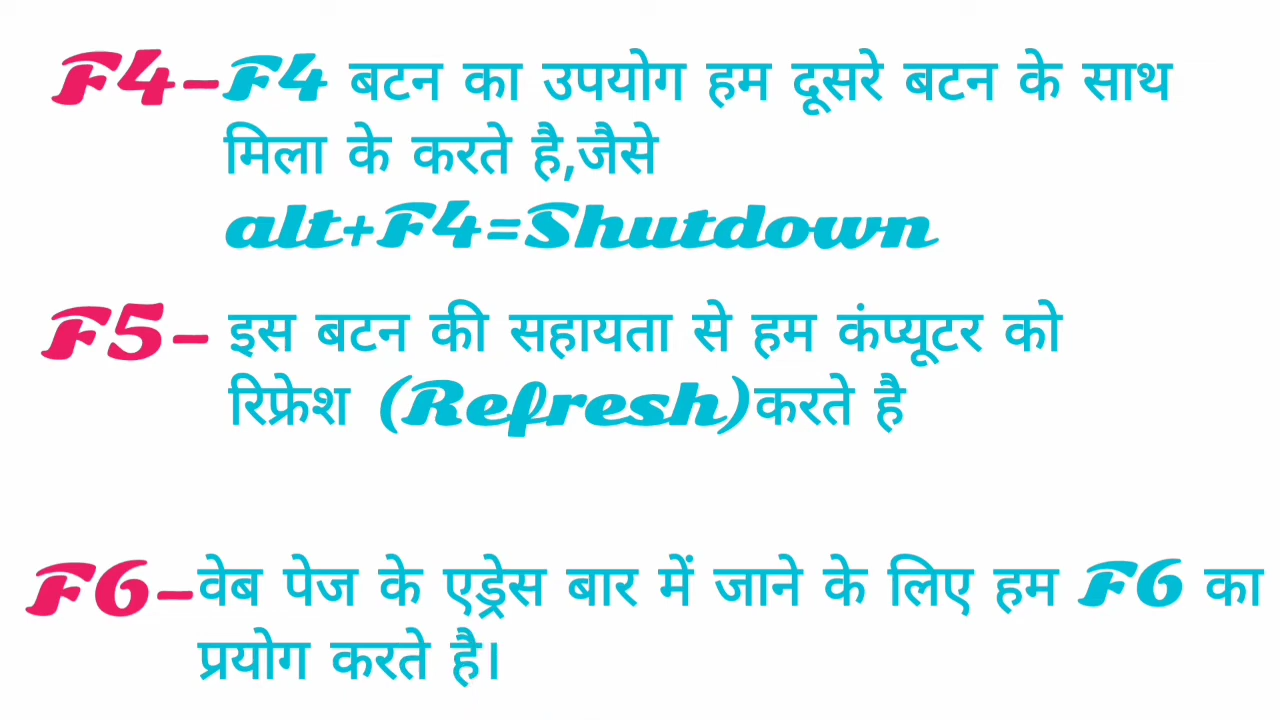 F4-F4 बटन का उपयोग हम दूसरे बटन के साथ
मिला के करते है,जैसे
alt+F4=Shutdown
F5- इस बटन की सहायता से हम कंप्यूटर को
रिफ्रेश (Refresh)करते है
F6-वेब पेज के एड्रेस बार में जाने के लिए हम F6 का
प्रयोग करते है।